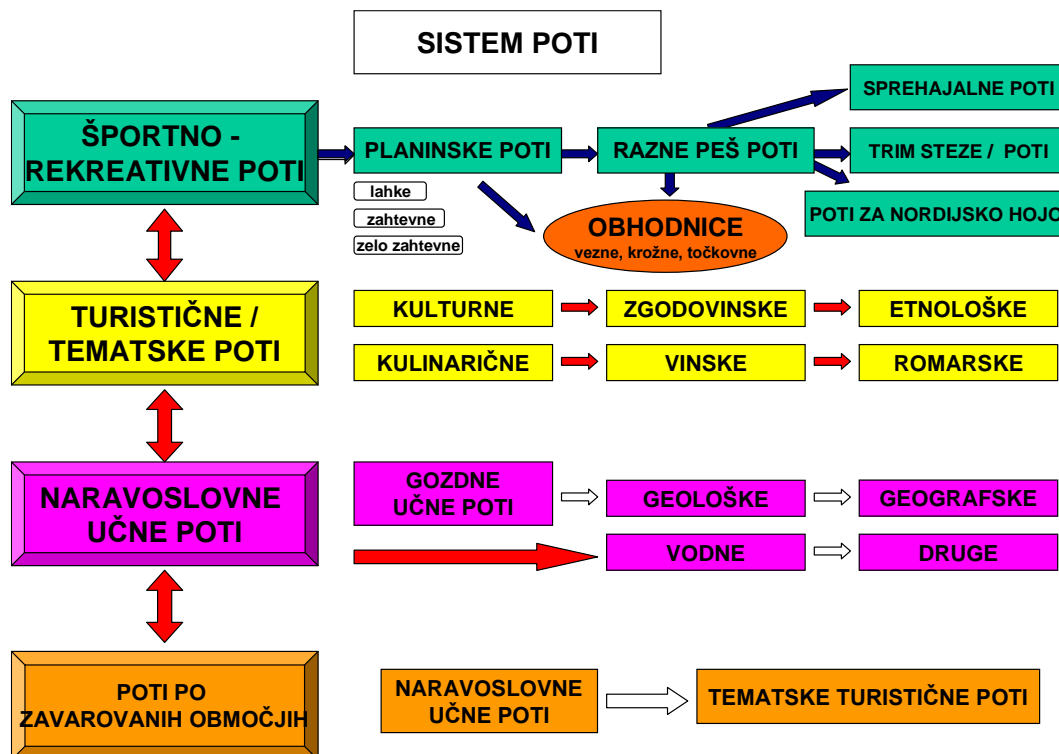 SISTEM POTI
ŠPORTNO -
REKREATIVNE POTI
PLANINSKE POTI
lahke
zahtevne
zelo zahtevne
RAZNE PEŠ POTI
SPREHAJALNE POTI
TRIM STEZE / POTI
POTI ZA NORDIJSKO HOJO
OBHODNICE
vezne, krožne, točkovne
TURISTIČNE /
TEMATSKE POTI
KULTURNE
ZGODOVINSKE
ETNOLOŠKE
KULINARIČNE
VINSKE
ROMARSKE
NARAVOSLOVNE
UČNE POTI
GOZDNE
UČNE POTI
GEOLOŠKE
GEOGRAFSKE
VODNE
DRUGE
POTI PO
ZAVAROVANIH OBMOČJIH
NARAVOSLOVNE
UČNE POTI
TEMATSKE TURISTIČNE POTI